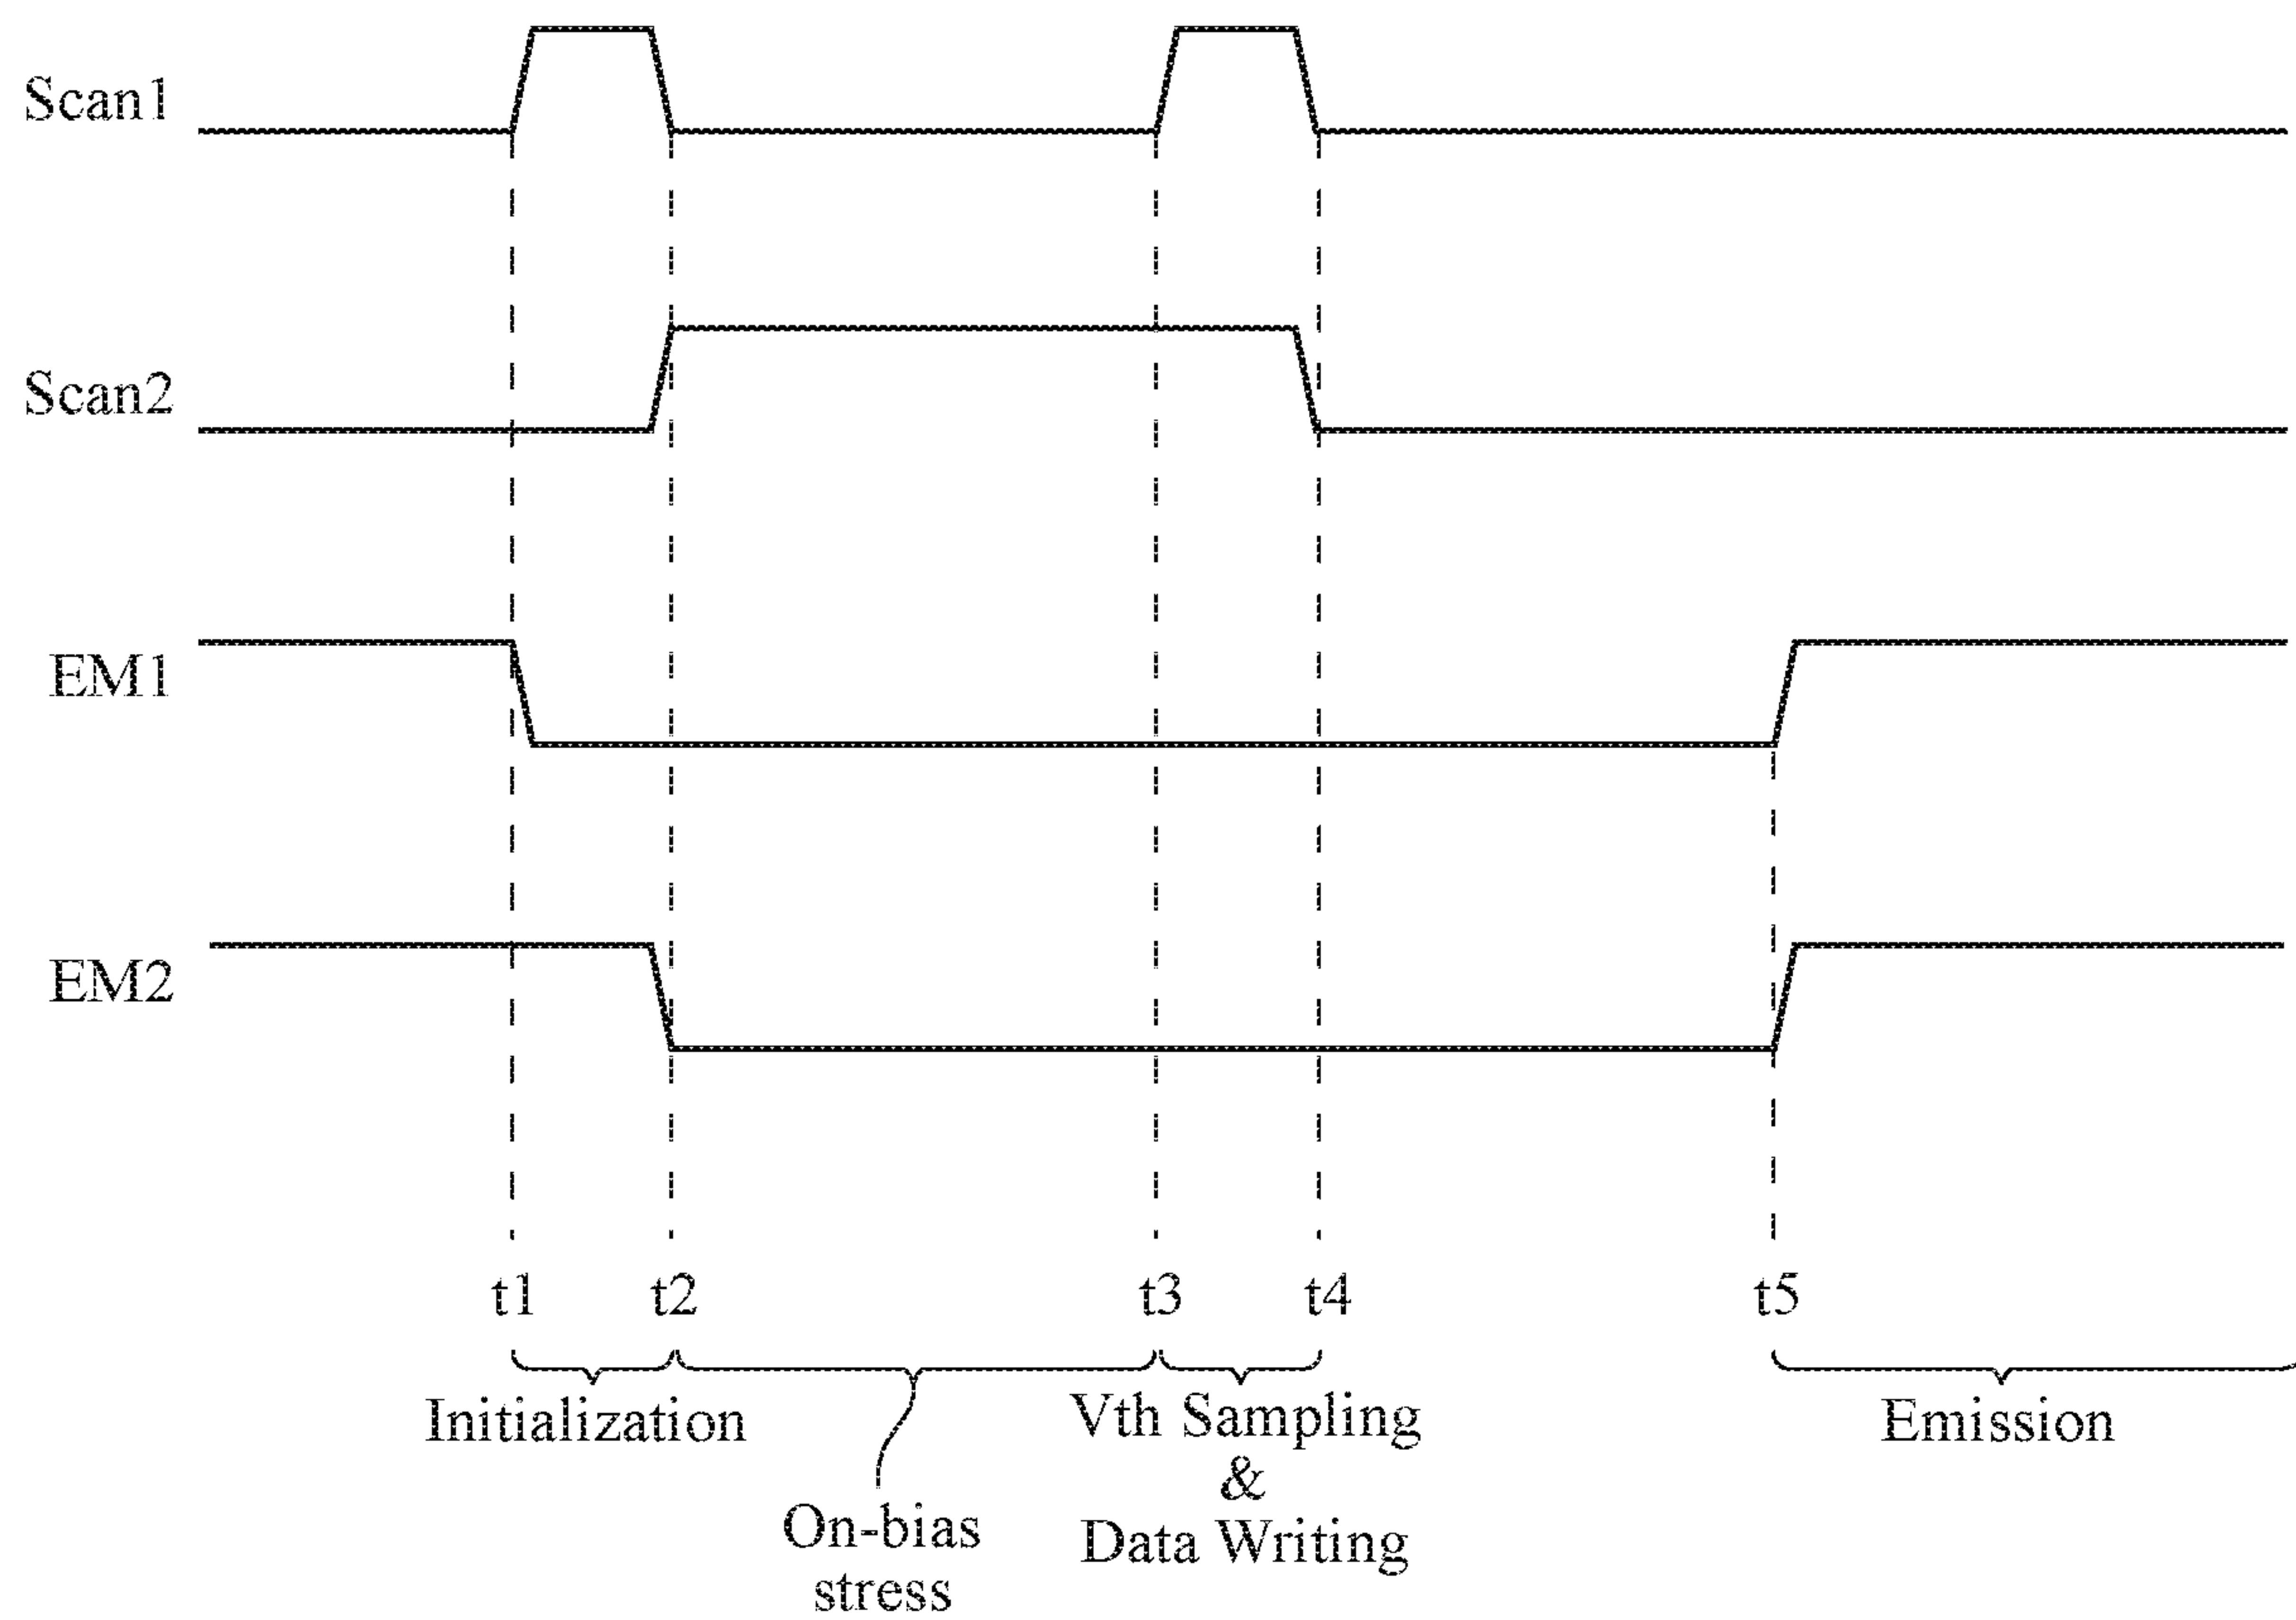 Scan1
Scan2
EM1
EM2
t1
t2
t3
t4
t5
Initialization
On-bias
stress
Vth Sampling
&
Data Writing
Emission